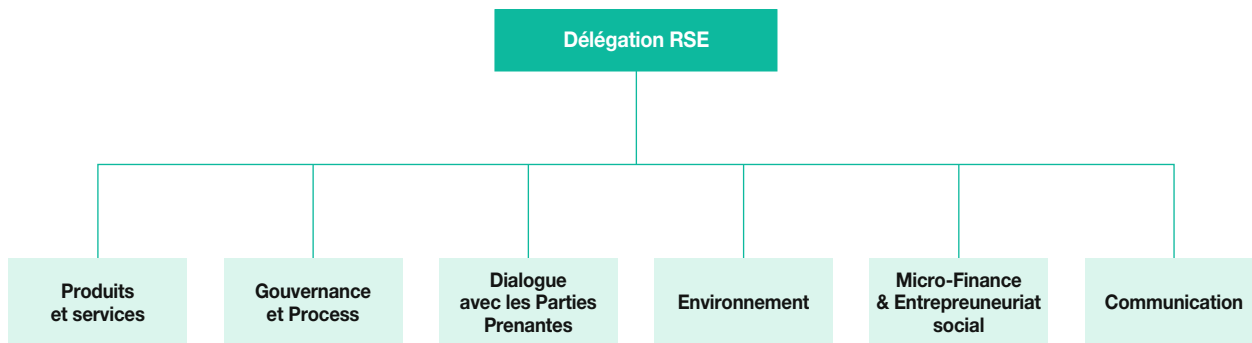 Délégation RSE
Produits
et services
Gouvernance
et Process
Dialogue
avec les Parties
Prenantes
Environnement
Micro-Finance
& Entrepreuneuriat
social
Communication